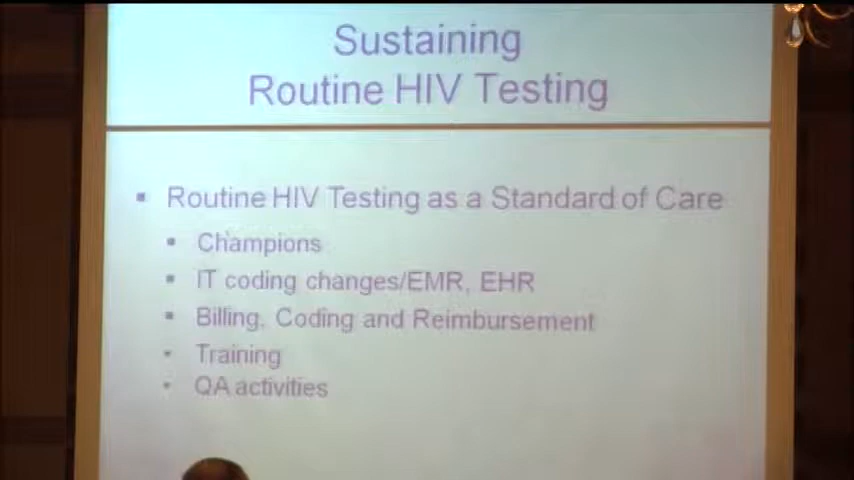 Sustaining
Routine HIV Testing
▪ Routine HIV Testing as a Standard of Care
▪ Champions
▪ IT coding changes/EMR, EHR
▪ Billing, Coding and Reimbursement
• Training
• QA activities